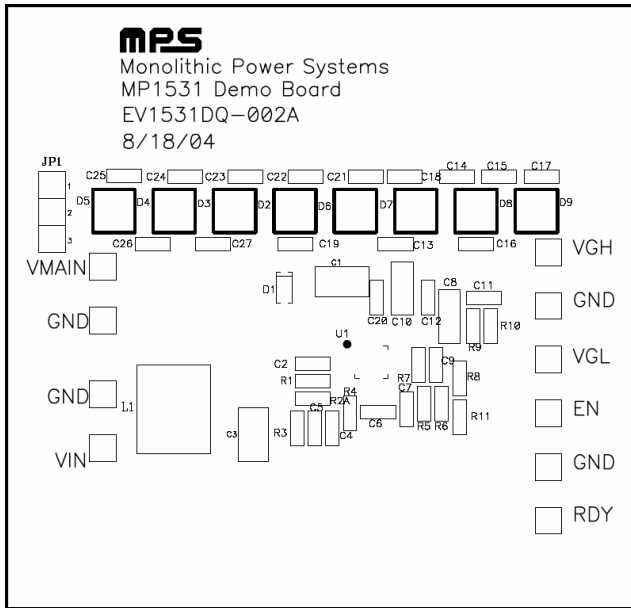 MPS
Monolithic Power Systems
MP1531 Demo Board
EV1531DQ-002A
8/18/04
JP1
1
2
3
C25 C24 C23 C22 C21 C18 C14 C15 C17
D5 D4 D3 D2 D6 D7 D8 D9
C26 C27 C19 C13 C16
VMAIN
GND
GND
VIN
L1
D1
C1
C20 C10 C12 C8 C11
R9 R10
U1
C2
R1
R2A
R4
R7 C9 R8
C3 R3 C5 C4 C6 C7 R5 R6 R11
VGH
GND
VGL
EN
GND
RDY